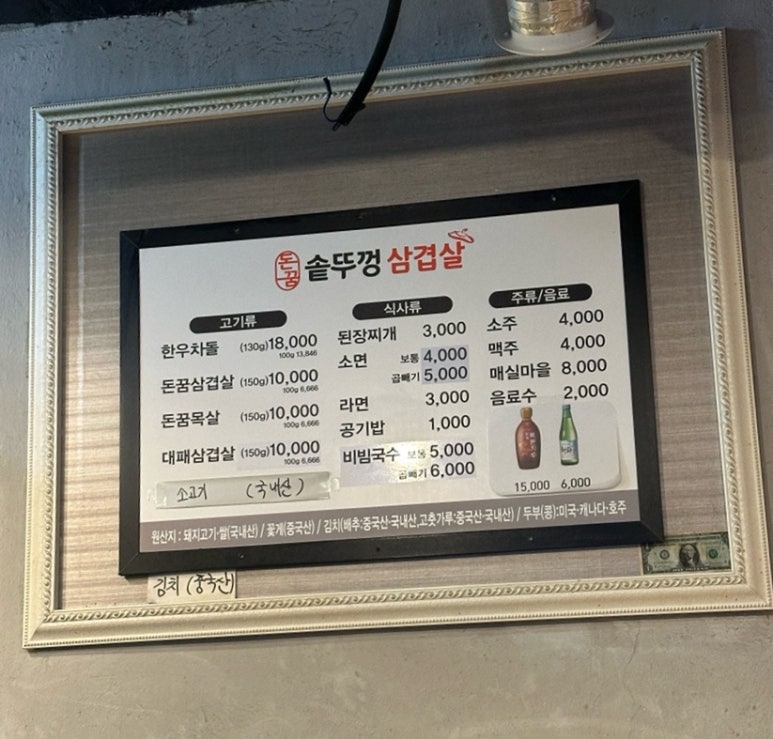 돈꿈 솥뚜껑 삼겹살
고기류
한우차돌 (130g)18,000
100g 13,846
돈꿈삼겹살 (150g)10,000
100g 6,666
돈꿈목살 (150g)10,000
100g 6,666
대패삼겹살 (150g)10,000
100g 6,666
소고기 (국내산)
식사류
된장찌개 3,000
소면 보통 4,000
곱빼기 5,000
라면 3,000
공기밥 1,000
비빔국수 보통 5,000
곱빼기 6,000
주류/음료
소주 4,000
맥주 4,000
매실마을 8,000
음료수 2,000
15,000 6,000
원산지 : 돼지고기·쌀(국내산) / 꽃게(중국산) / 김치(배추:중국산·국내산,고춧가루:중국산·국내산) / 두부(콩):미국·캐나다·호주
김치 (중국산)